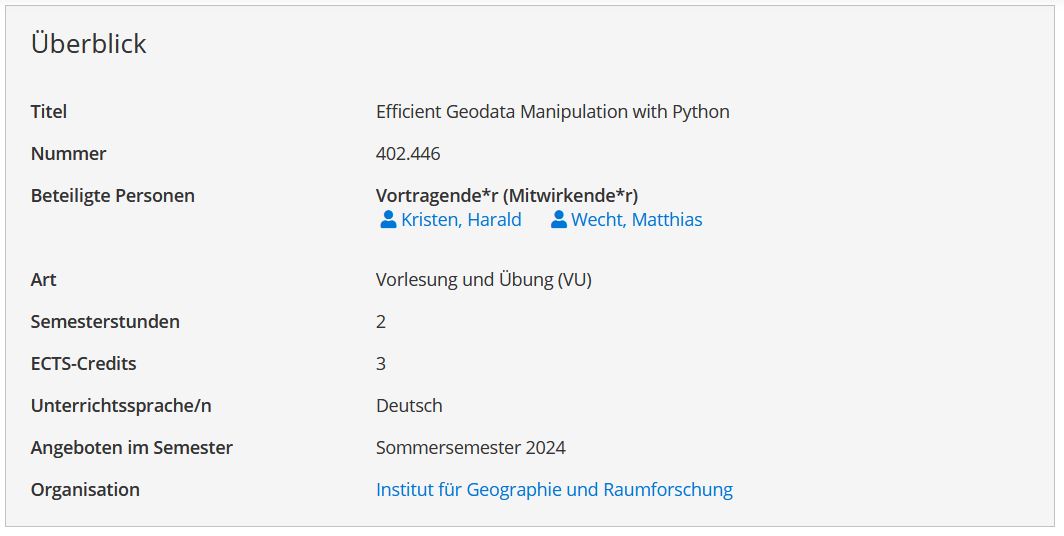 Überblick
Titel Efficient Geodata Manipulation with Python
Nummer 402.446
Beteiligte Personen Vortragende*r (Mitwirkende*r)
Kristen, Harald Wecht, Matthias
Art Vorlesung und Übung (VU)
Semesterstunden 2
ECTS-Credits 3
Unterrichtssprache/n Deutsch
Angeboten im Semester Sommersemester 2024
Organisation Institut für Geographie und Raumforschung